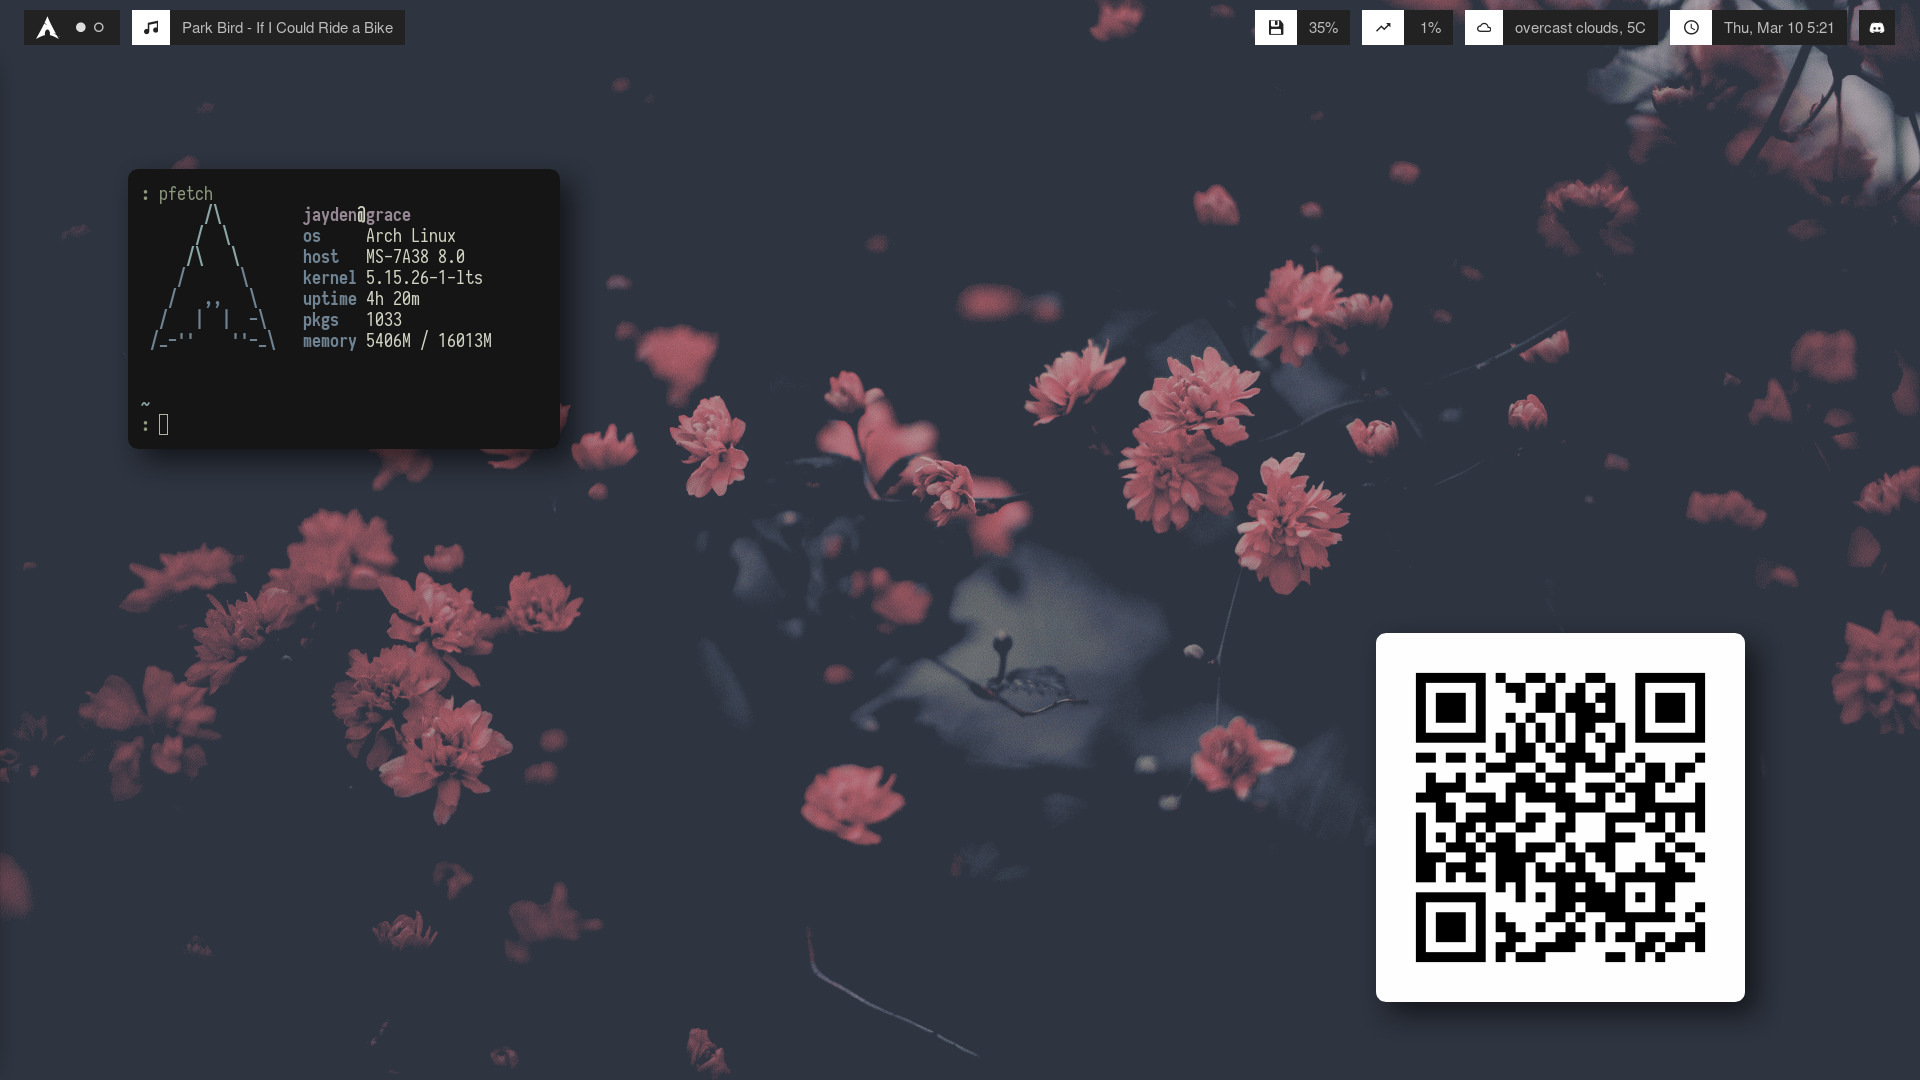 Park Bird - If I Could Ride a Bike
35%
1%
overcast clouds, 5C
Thu, Mar 10 5:21
: pfetch
jayden@grace
os Arch Linux
host MS-7A38 8.0
kernel 5.15.26-1-lts
uptime 4h 20m
pkgs 1033
memory 5406M / 16013M
~
: